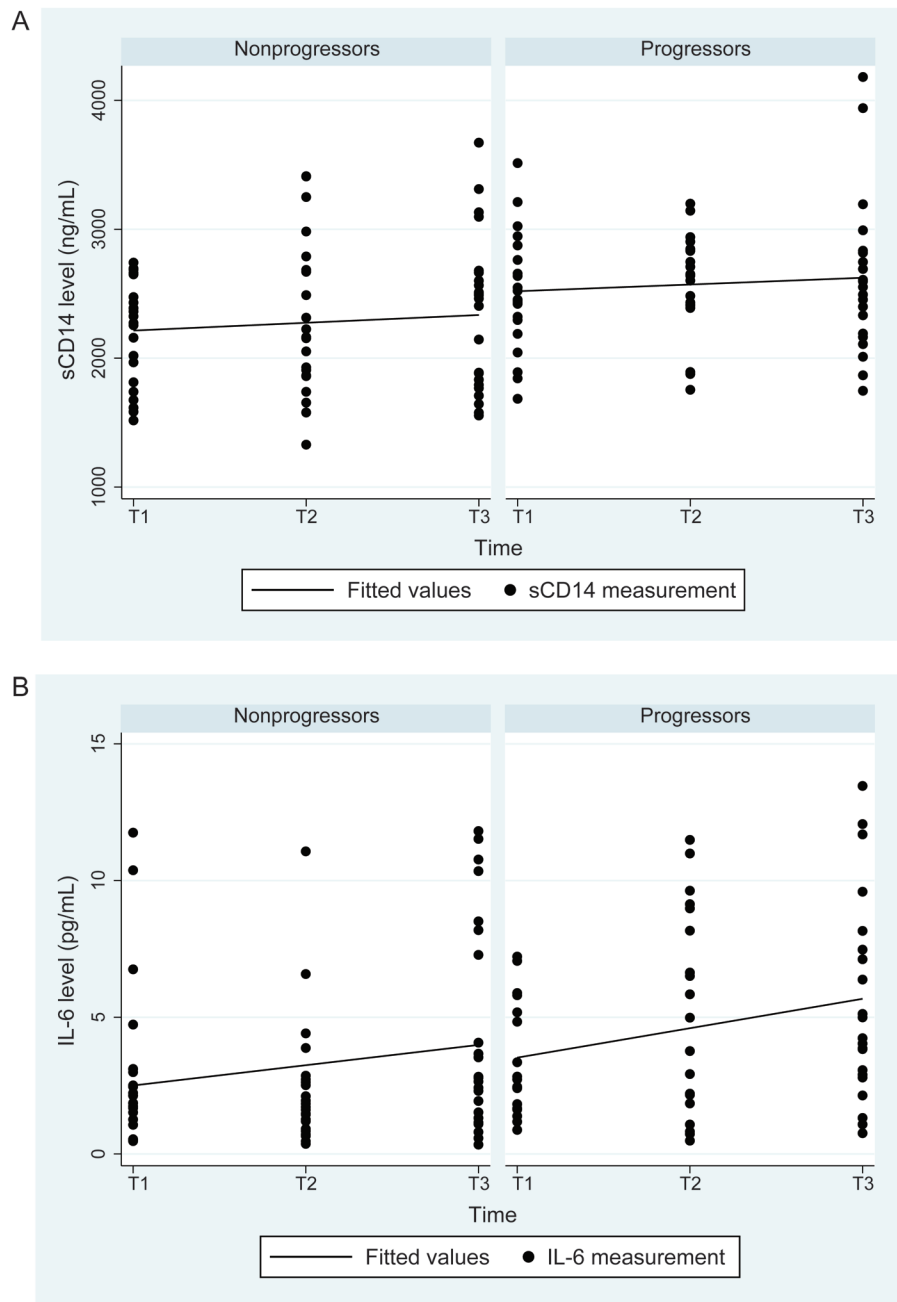 A
Nonprogressors Progressors
sCD14 level (ng/mL)
4000
3000
2000
1000
T1 T2 T3 T1 T2 T3
Time
Fitted values sCD14 measurement
B
Nonprogressors Progressors
IL-6 level (pg/mL)
15
10
5
0
T1 T2 T3 T1 T2 T3
Time
Fitted values IL-6 measurement